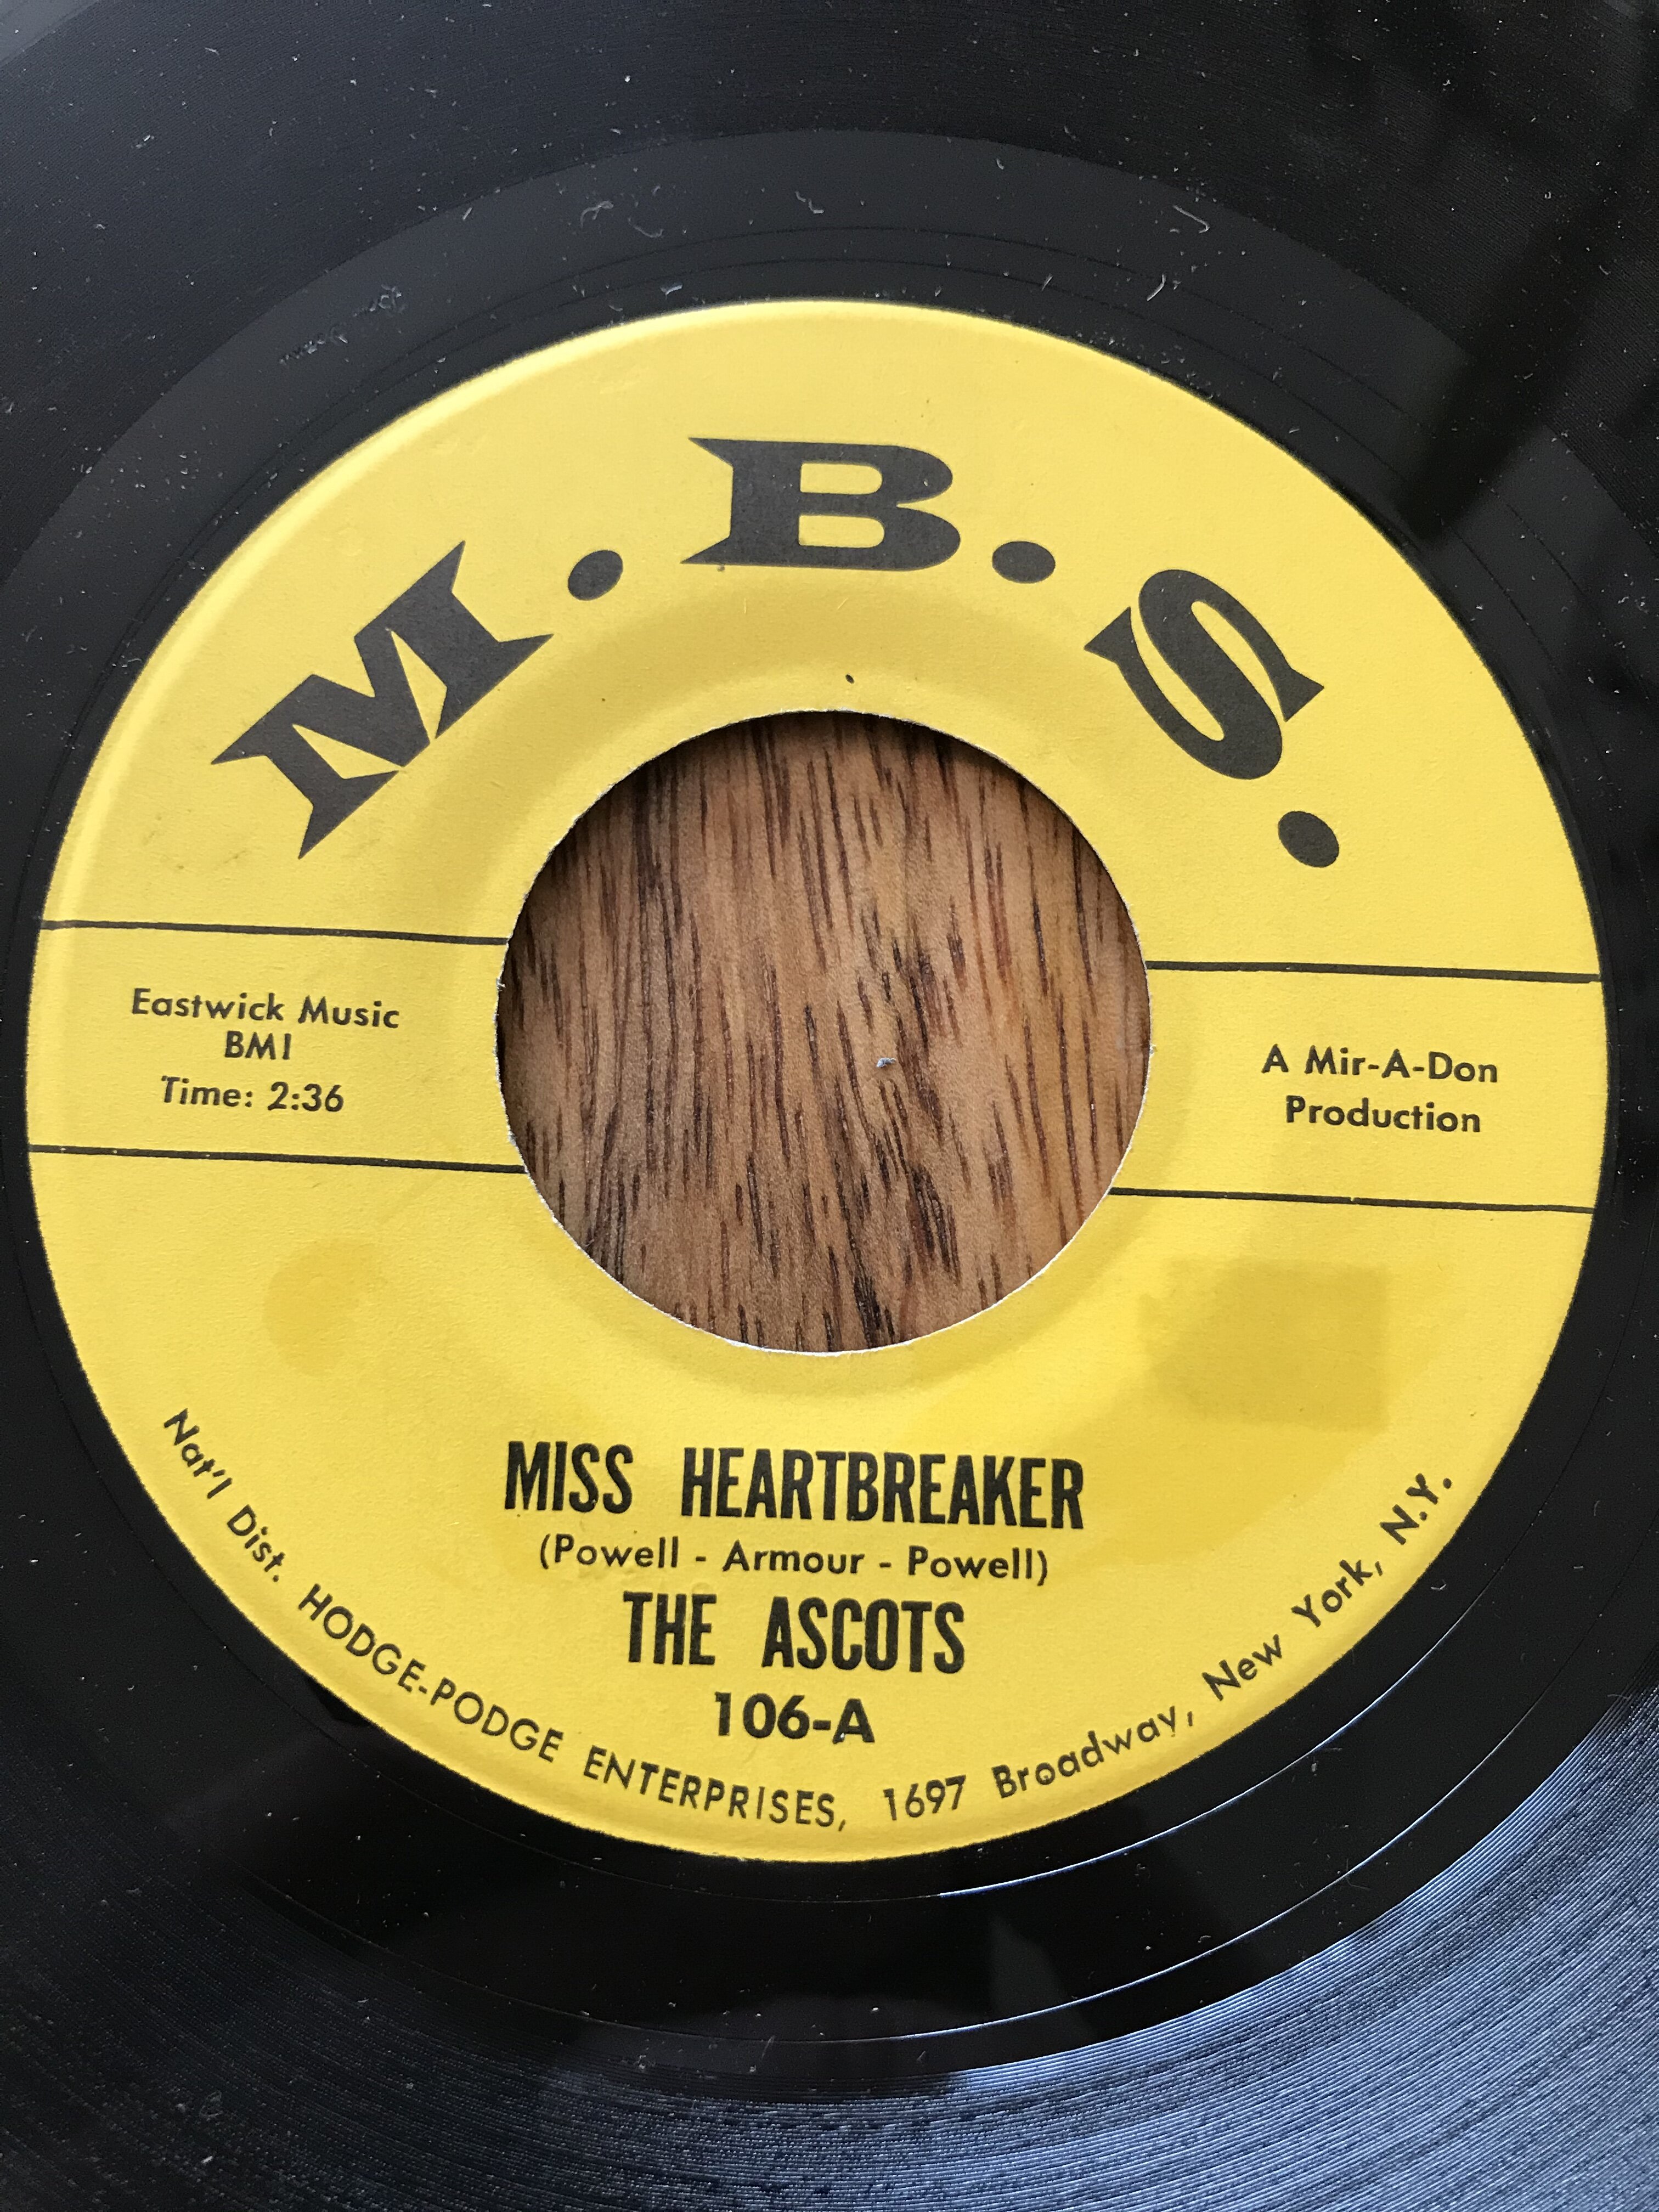 M.B.S.
Eastwick Music
BMI
Time: 2:36
A Mir-A-Don
Production
MISS HEARTBREAKER
(Powell - Armour - Powell)
THE ASCOTS
106-A
Nat'l Dist. HODGE-PODGE ENTERPRISES, 1697 Broadway, New York, N.Y.